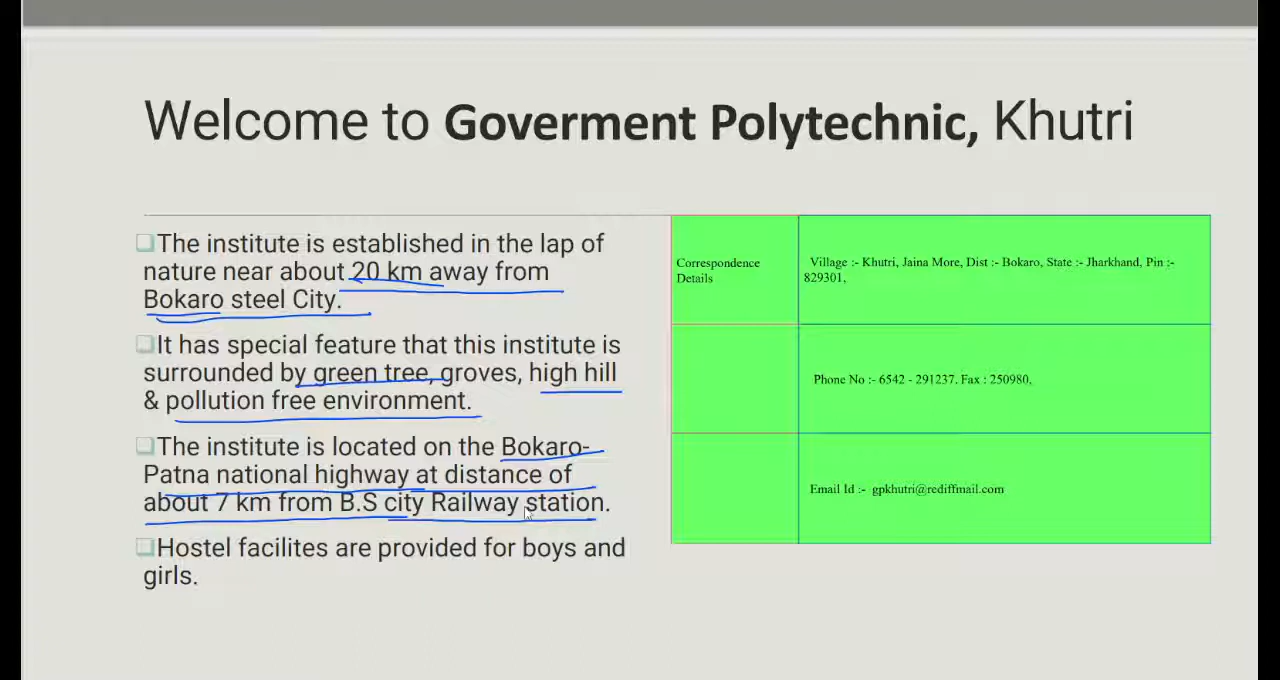 Welcome to Goverment Polytechnic, Khutri
The institute is established in the lap of
nature near about 20 km away from
Bokaro steel City.
It has special feature that this institute is
surrounded by green tree, groves, high hill
& pollution free environment.
The institute is located on the Bokaro-
Patna national highway at distance of
about 7 km from B.S city Railway station.
Hostel facilites are provided for boys and
girls.
Correspondence
Details
Village :- Khutri, Jaina More, Dist :- Bokaro, State :- Jharkhand, Pin :-
829301,
Phone No :- 6542 - 291237. Fax : 250980,
Email Id :- gpkhutri@rediffmail.com